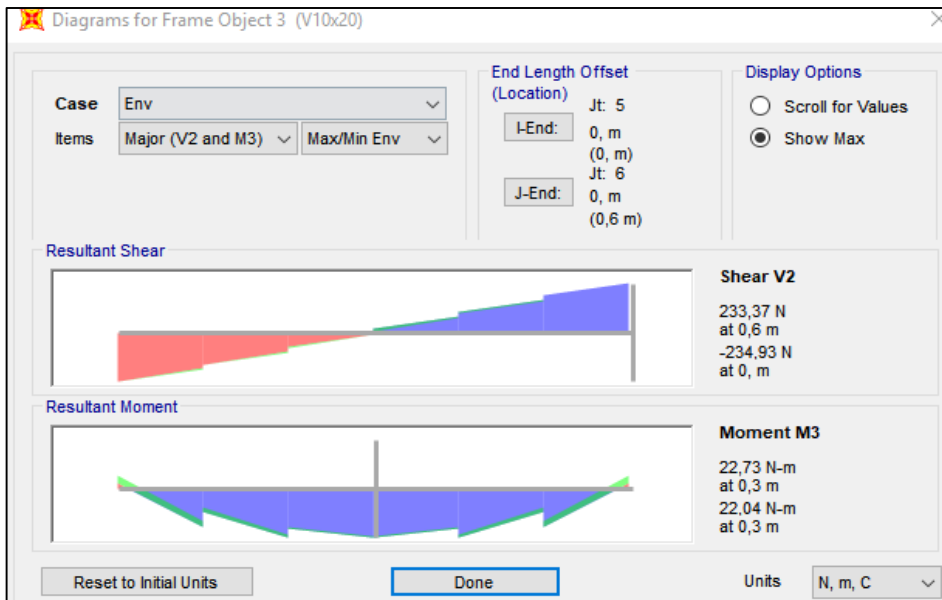 Diagrams for Frame Object 3 (V10x20)
End Length Offset
(Location)
Display Options
Case Env
Items Major (V2 and M3) Max/Min Env
I-End:
Jt: 5
0, m
(0, m)
J-End:
Jt: 6
0, m
(0,6 m)
Scroll for Values
Show Max
Resultant Shear
Shear V2
233,37 N
at 0,6 m
-234,93 N
at 0, m
Resultant Moment
Moment M3
22,73 N-m
at 0,3 m
22,04 N-m
at 0,3 m
Reset to Initial Units
Done
Units N, m, C